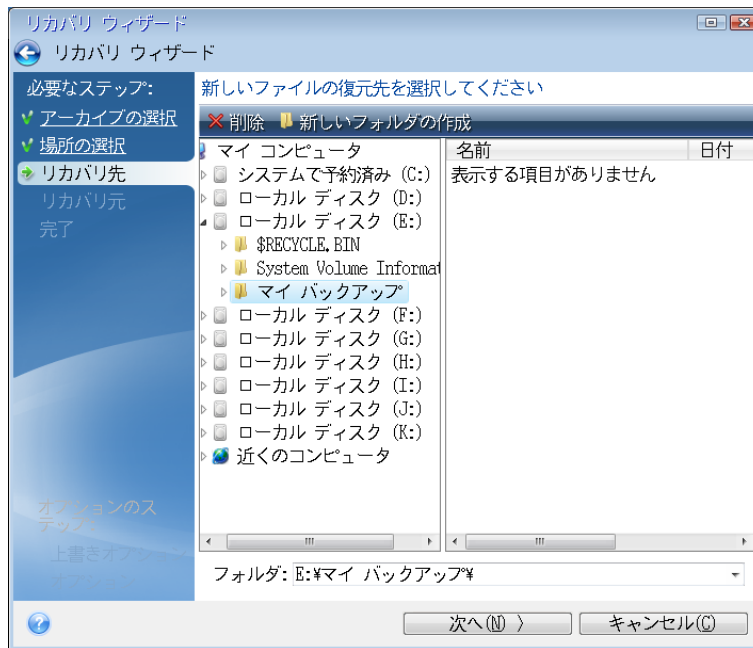 リカバリ ウィザード
リカバリ ウィザード
必要なステップ:
アーカイブの選択
場所の選択
リカバリ先
リカバリ元
完了
オプションのス
テップ:
上書きオプション
新しいファイルの復元先を選択してください
削除 新しいフォルダの作成
マイ コンピュータ
システムで予約済み (C:)
ローカル ディスク (D:)
ローカル ディスク (E:)
$RECYCLE.BIN
System Volume Informat
マイ バックアップ
ローカル ディスク (F:)
ローカル ディスク (G:)
ローカル ディスク (H:)
ローカル ディスク (I:)
ローカル ディスク (J:)
ローカル ディスク (K:)
近くのコンピュータ
名前 日付
表示する項目がありません
フォルダ: E:¥マイ バックアップ¥
次へ(N) 〉 キャンセル(C)